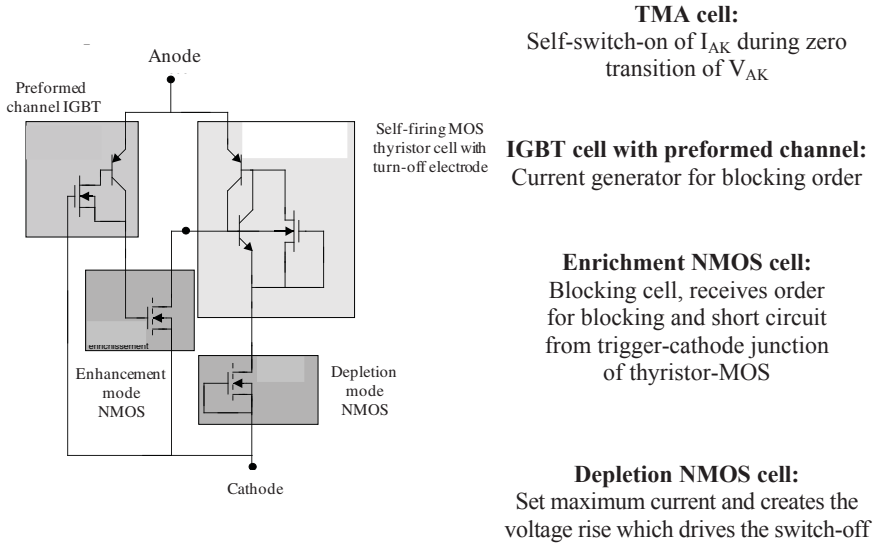 Anode
Preformed
channel IGBT
Self-firing MOS
thyristor cell with
turn-off electrode
enrichissement
Enhancement
mode
NMOS
Depletion
mode
NMOS
Cathode
TMA cell:
Self-switch-on of IAK during zero
transition of VAK
IGBT cell with preformed channel:
Current generator for blocking order
Enrichment NMOS cell:
Blocking cell, receives order
for blocking and short circuit
from trigger-cathode junction
of thyristor-MOS
Depletion NMOS cell:
Set maximum current and creates the
voltage rise which drives the switch-off